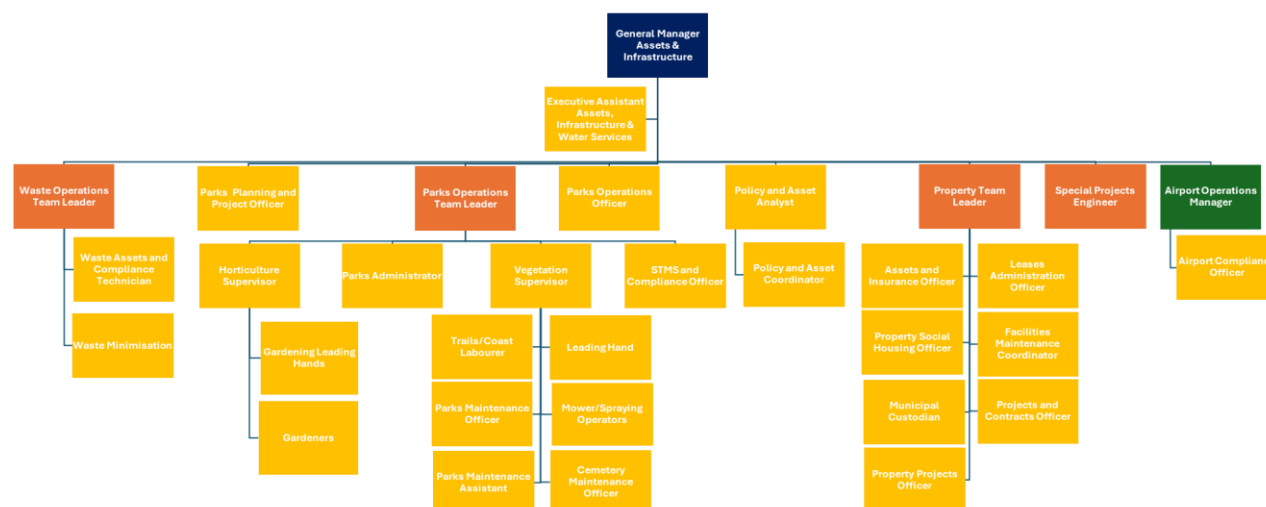 General Manager
Assets &
Infrastructure
Executive Assistant
Assets,
Infrastructure &
Water Services
Waste Operations
Team Leader
Parks Planning and
Project Officer
Parks Operations
Team Leader
Parks Operations
Officer
Policy and Asset
Analyst
Property Team
Leader
Special Projects
Engineer
Airport Operations
Manager
Waste Assets and
Compliance
Technician
Horticulture
Supervisor
Parks Administrator
Vegetation
Supervisor
STMS and
Compliance Officer
Policy and Asset
Coordinator
Assets and
Insurance Officer
Leases
Administration
Officer
Airport Compliance
Officer
Waste Minimisation
Gardening Leading
Hands
Trails/Coast
Labourer
Leading Hand
Property Social
Housing Officer
Facilities
Maintenance
Coordinator
Gardeners
Parks Maintenance
Officer
Mower/Spraying
Operators
Municipal
Custodian
Projects and
Contracts Officer
Parks Maintenance
Assistant
Cemetery
Maintenance
Officer
Property Projects
Officer